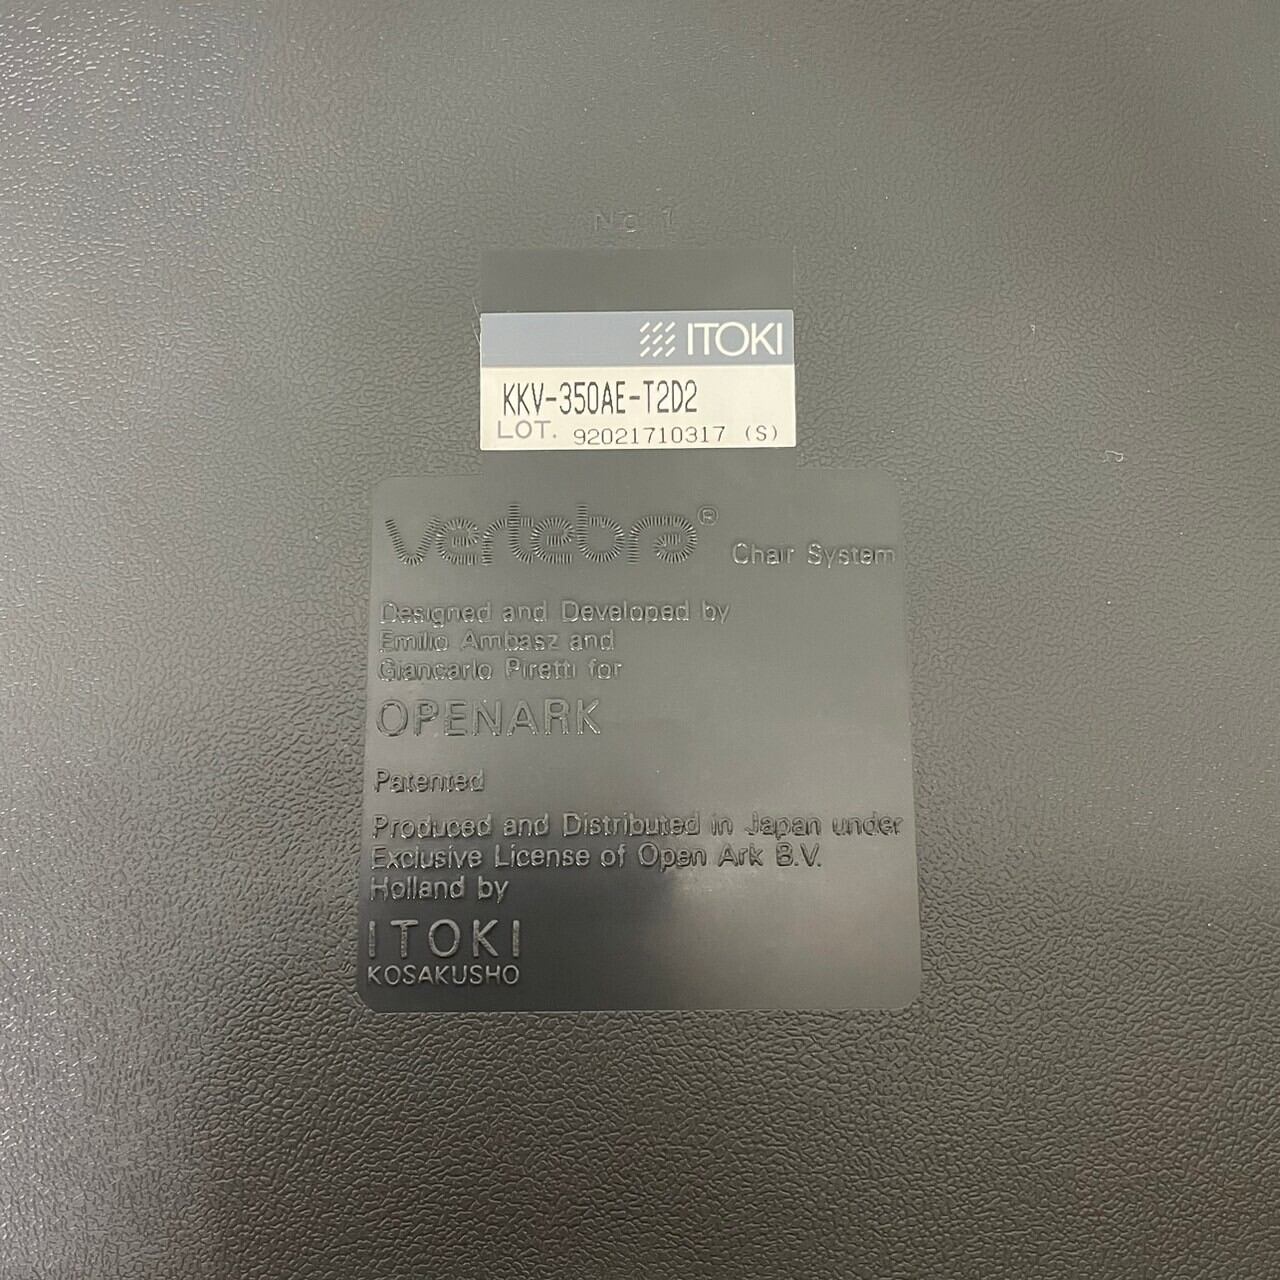 No 1
ITOKI
KKV-350AE-T2D2
LOT. 92021710317 (S)
vertebra® Chair System
Designed and Developed by
Emilio Ambasz and
Giancarlo Piretti for
OPENARK
Patented
Produced and Distributed in Japan under
Exclusive License of Open Ark B.V.
Holland by
ITOKI
KOSAKUSHO